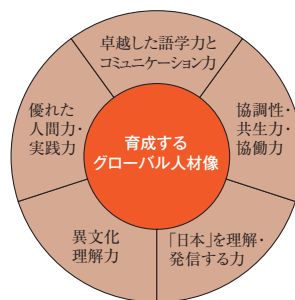 卓越した語学力と
コミュニケーション力
優れた
人間力・
実践力
協調性・
共生力・
協働力
育成する
グローバル人材像
異文化
理解力
「日本」を理解・
発信する力